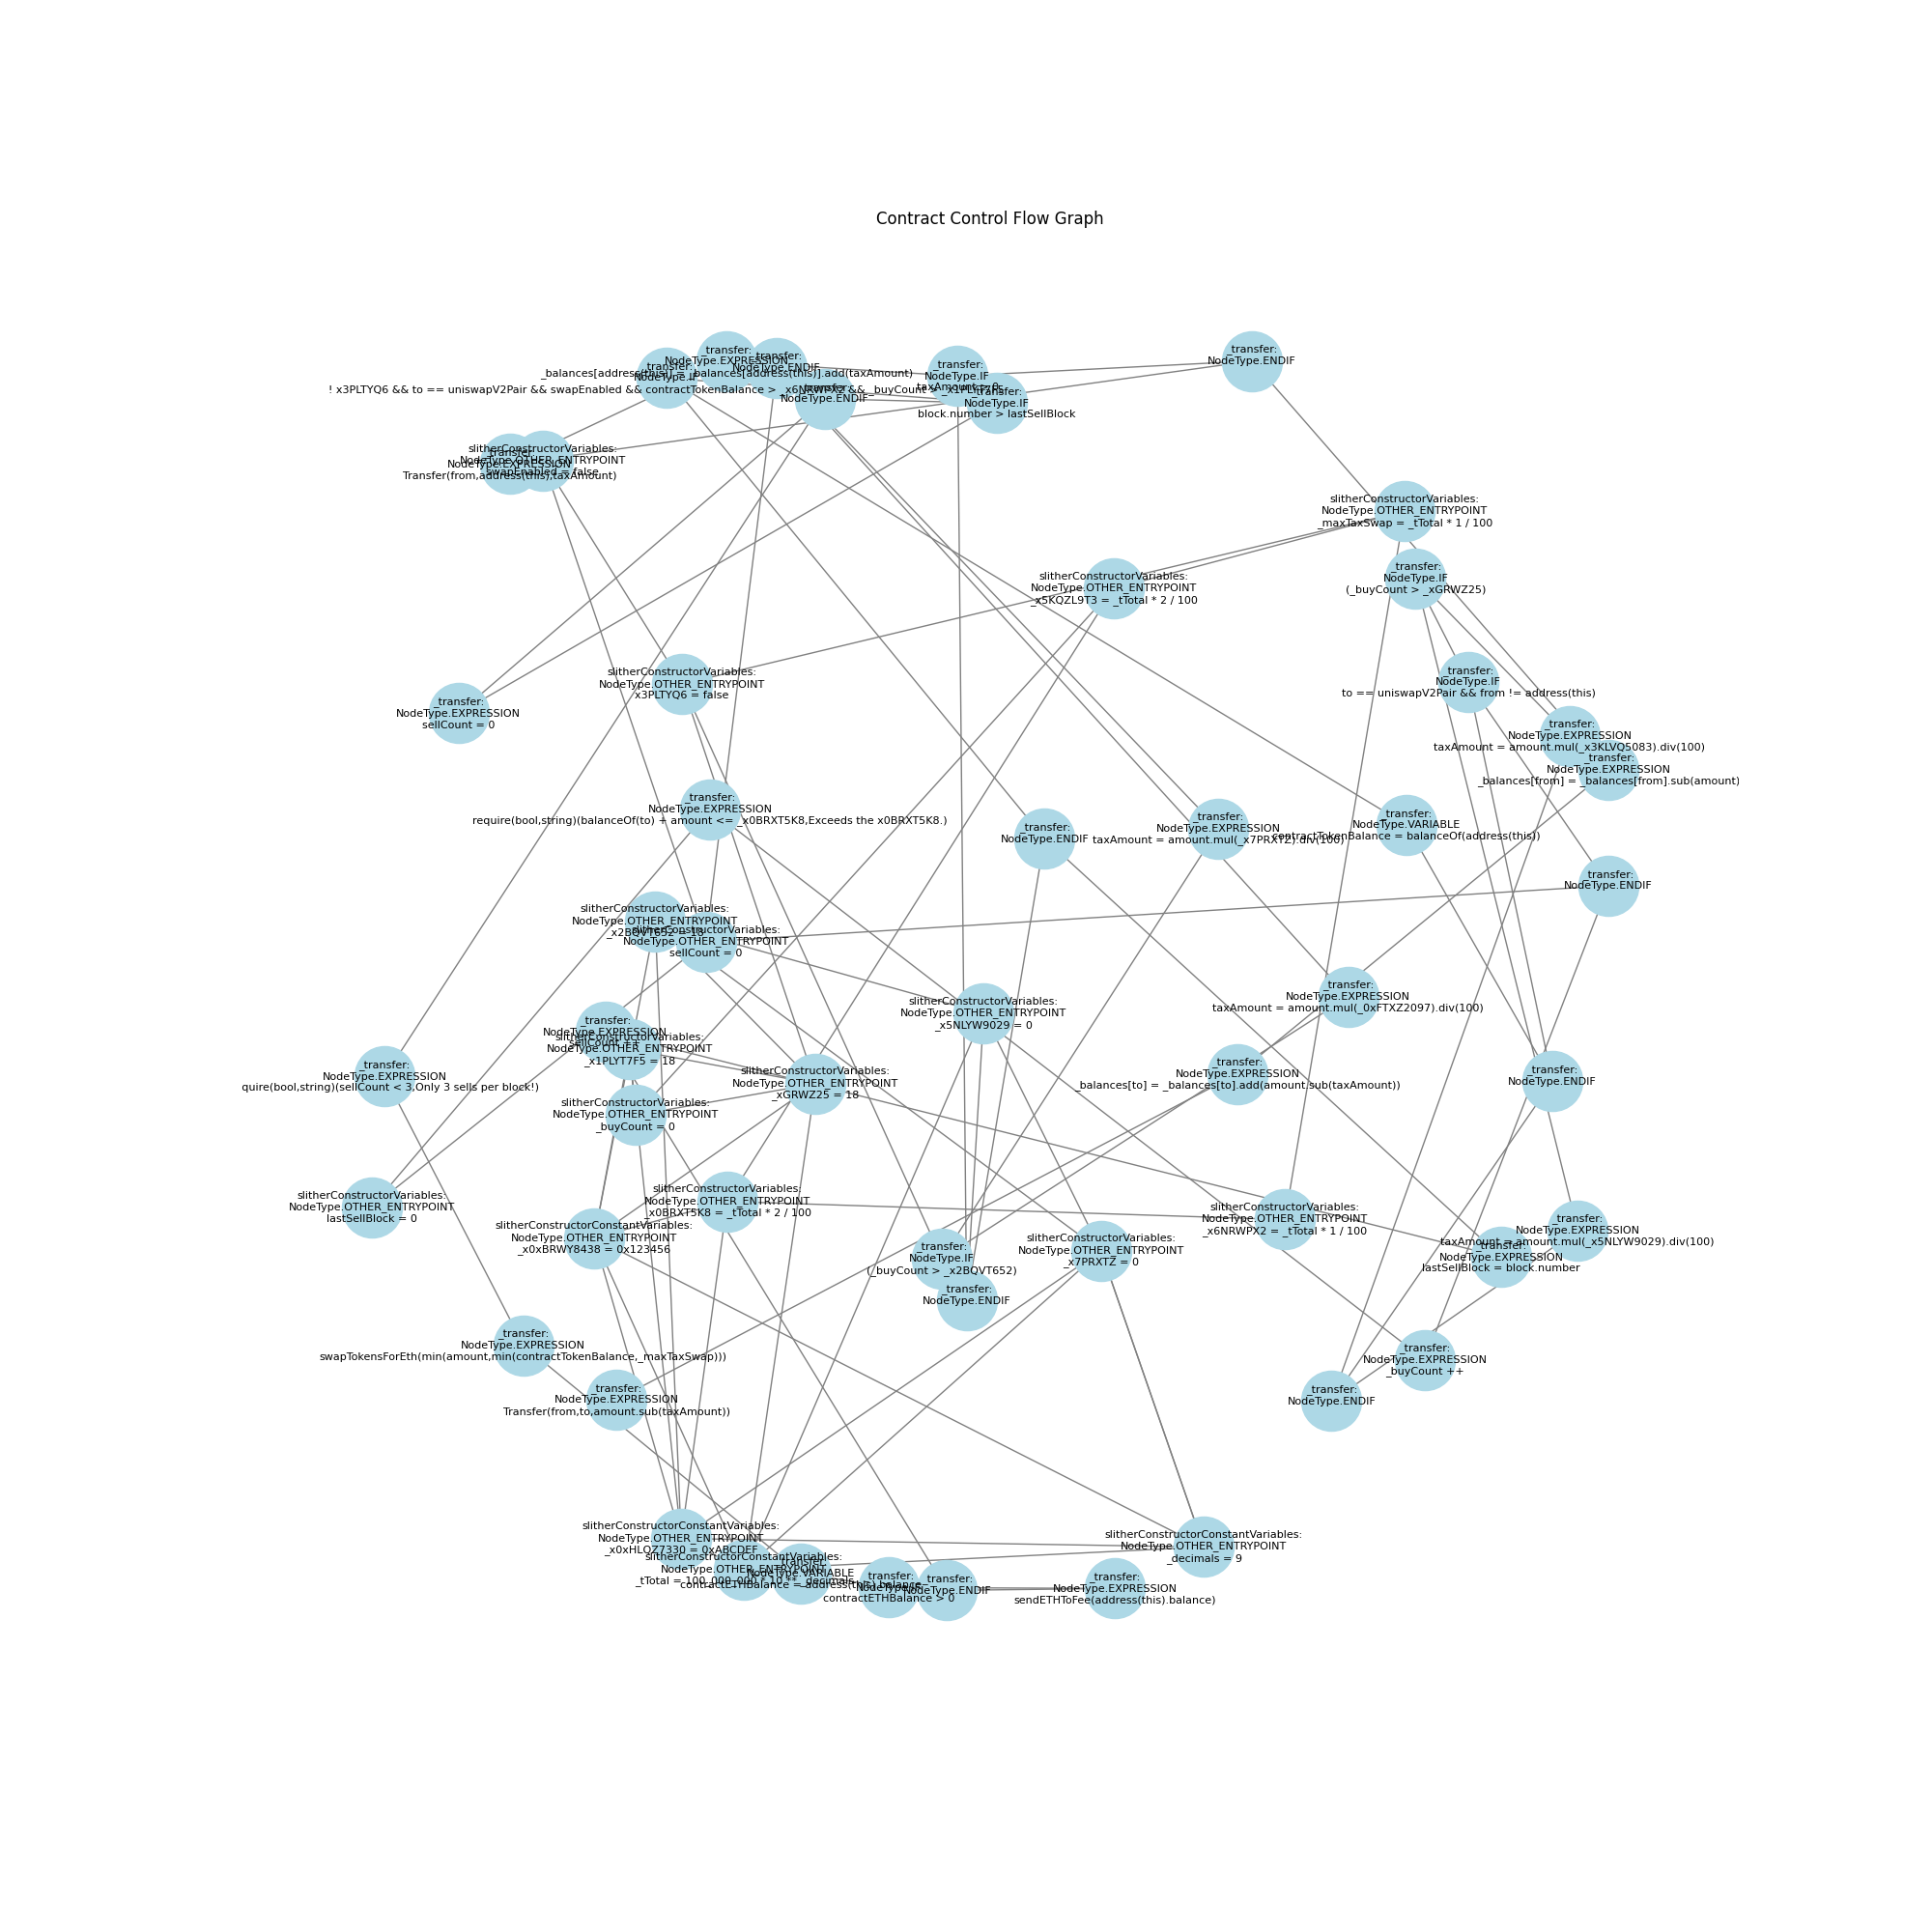 Contract Control Flow Graph
_transfer:
NodeType.ENDIF
_transfer:
NodeType.EXPRESSION
_balances[address(this)] = _balances[address(this)].add(taxAmount)
_transfer:
NodeType.ENDIF
_transfer:
NodeType.IF
! x3PLTYQ6 && to == uniswapV2Pair && swapEnabled && contractTokenBalance > _x6NRWPX2 && _buyCount > _x1PLYT7F5
_transfer:
NodeType.IF
taxAmount > 0
_transfer:
NodeType.ENDIF
_transfer:
NodeType.IF
block.number > lastSellBlock
slitherConstructorVariables:
NodeType.OTHER_ENTRYPOINT
swapEnabled = false
_transfer:
NodeType.EXPRESSION
Transfer(from,address(this),taxAmount)
slitherConstructorVariables:
NodeType.OTHER_ENTRYPOINT
_maxTaxSwap = _tTotal * 1 / 100
_transfer:
NodeType.IF
(_buyCount > _xGRWZ25)
slitherConstructorVariables:
NodeType.OTHER_ENTRYPOINT
_x5KQZL9T3 = _tTotal * 2 / 100
slitherConstructorVariables:
NodeType.OTHER_ENTRYPOINT
x3PLTYQ6 = false
_transfer:
NodeType.IF
to == uniswapV2Pair && from != address(this)
_transfer:
NodeType.EXPRESSION
sellCount = 0
_transfer:
NodeType.EXPRESSION
taxAmount = amount.mul(_x3KLVQ5083).div(100)
_transfer:
NodeType.EXPRESSION
_balances[from] = _balances[from].sub(amount)
_transfer:
NodeType.EXPRESSION
require(bool,string)(balanceOf(to) + amount <= _x0BRXT5K8,Exceeds the x0BRXT5K8.)
_transfer:
NodeType.ENDIF
_transfer:
NodeType.EXPRESSION
taxAmount = amount.mul(_x7PRXTZ).div(100)
_transfer:
NodeType.VARIABLE
contractTokenBalance = balanceOf(address(this))
_transfer:
NodeType.ENDIF
slitherConstructorVariables:
NodeType.OTHER_ENTRYPOINT
_x2BQVT652 = 18
slitherConstructorVariables:
NodeType.OTHER_ENTRYPOINT
sellCount = 0
_transfer:
NodeType.EXPRESSION
taxAmount = amount.mul(_0xFTXZ2097).div(100)
slitherConstructorVariables:
NodeType.OTHER_ENTRYPOINT
_x5NLYW9029 = 0
_transfer:
NodeType.EXPRESSION
sellCount ++
slitherConstructorVariables:
NodeType.OTHER_ENTRYPOINT
_x1PLYT7F5 = 18
_transfer:
NodeType.EXPRESSION
quire(bool,string)(sellCount < 3,Only 3 sells per block!)
slitherConstructorVariables:
NodeType.OTHER_ENTRYPOINT
_xGRWZ25 = 18
_transfer:
NodeType.EXPRESSION
_balances[to] = _balances[to].add(amount.sub(taxAmount))
_transfer:
NodeType.ENDIF
slitherConstructorVariables:
NodeType.OTHER_ENTRYPOINT
_buyCount = 0
slitherConstructorVariables:
NodeType.OTHER_ENTRYPOINT
lastSellBlock = 0
slitherConstructorVariables:
NodeType.OTHER_ENTRYPOINT
_x0BRXT5K8 = _tTotal * 2 / 100
slitherConstructorConstantVariables:
NodeType.OTHER_ENTRYPOINT
_x0xBRWY8438 = 0x123456
slitherConstructorVariables:
NodeType.OTHER_ENTRYPOINT
_x6NRWPX2 = _tTotal * 1 / 100
_transfer:
NodeType.EXPRESSION
taxAmount = amount.mul(_x5NLYW9029).div(100)
_transfer:
NodeType.EXPRESSION
lastSellBlock = block.number
_transfer:
NodeType.IF
(_buyCount > _x2BQVT652)
slitherConstructorVariables:
NodeType.OTHER_ENTRYPOINT
_x7PRXTZ = 0
_transfer:
NodeType.ENDIF
_transfer:
NodeType.EXPRESSION
swapTokensForEth(min(amount,min(contractTokenBalance,_maxTaxSwap)))
_transfer:
NodeType.EXPRESSION
_buyCount ++
_transfer:
NodeType.EXPRESSION
Transfer(from,to,amount.sub(taxAmount))
_transfer:
NodeType.ENDIF
slitherConstructorConstantVariables:
NodeType.OTHER_ENTRYPOINT
_x0xHLQZ7330 = 0xABCDEF
slitherConstructorConstantVariables:
NodeType.OTHER_ENTRYPOINT
_decimals = 9
slitherConstructorConstantVariables:
NodeType.OTHER_ENTRYPOINT
_tTotal = 100_000_000 * 10 ** _decimals
_transfer:
NodeType.VARIABLE
contractETHBalance = address(this).balance
_transfer:
NodeType.IF
contractETHBalance > 0
_transfer:
NodeType.ENDIF
_transfer:
NodeType.EXPRESSION
sendETHToFee(address(this).balance)